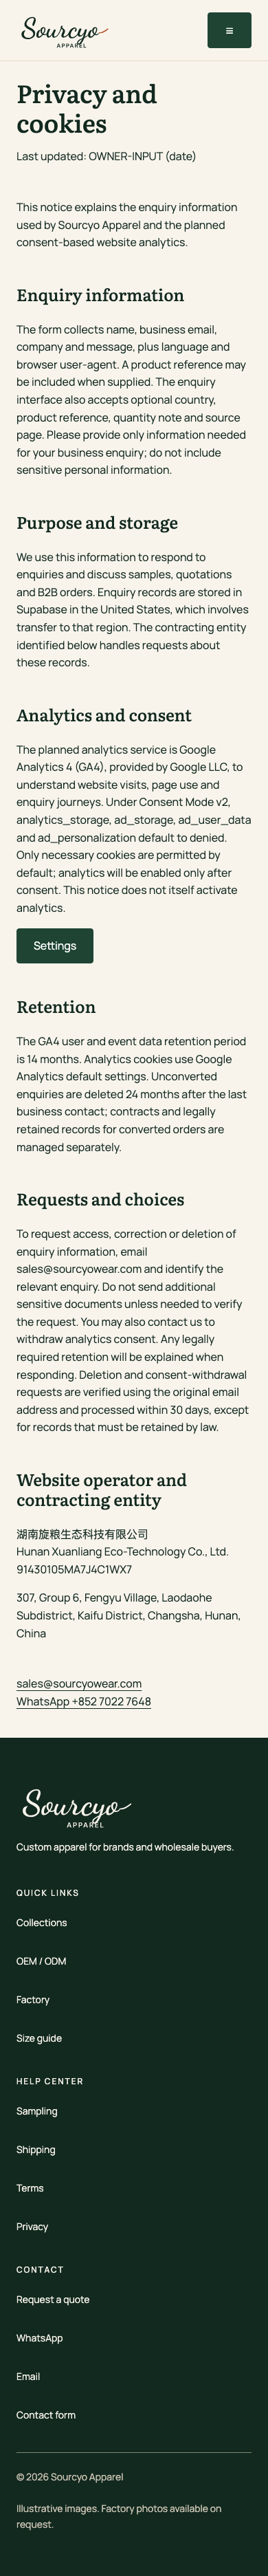 Sourcyo
APPAREL
≡
Privacy and
cookies
Last updated: OWNER-INPUT (date)
This notice explains the enquiry information
used by Sourcyo Apparel and the planned
consent-based website analytics.
Enquiry information
The form collects name, business email,
company and message, plus language and
browser user-agent. A product reference may
be included when supplied. The enquiry
interface also accepts optional country,
product reference, quantity note and source
page. Please provide only information needed
for your business enquiry; do not include
sensitive personal information.
Purpose and storage
We use this information to respond to
enquiries and discuss samples, quotations
and B2B orders. Enquiry records are stored in
Supabase in the United States, which involves
transfer to that region. The contracting entity
identified below handles requests about
these records.
Analytics and consent
The planned analytics service is Google
Analytics 4 (GA4), provided by Google LLC, to
understand website visits, page use and
enquiry journeys. Under Consent Mode v2,
analytics_storage, ad_storage, ad_user_data
and ad_personalization default to denied.
Only necessary cookies are permitted by
default; analytics will be enabled only after
consent. This notice does not itself activate
analytics.
Settings
Retention
The GA4 user and event data retention period
is 14 months. Analytics cookies use Google
Analytics default settings. Unconverted
enquiries are deleted 24 months after the last
business contact; contracts and legally
retained records for converted orders are
managed separately.
Requests and choices
To request access, correction or deletion of
enquiry information, email
sales@sourcyowear.com and identify the
relevant enquiry. Do not send additional
sensitive documents unless needed to verify
the request. You may also contact us to
withdraw analytics consent. Any legally
required retention will be explained when
responding. Deletion and consent-withdrawal
requests are verified using the original email
address and processed within 30 days, except
for records that must be retained by law.
Website operator and
contracting entity
湖南旋粮生态科技有限公司
Hunan Xuanliang Eco-Technology Co., Ltd.
91430105MA7J4C1WX7
307, Group 6, Fengyu Village, Laodaohe
Subdistrict, Kaifu District, Changsha, Hunan,
China
sales@sourcyowear.com
WhatsApp +852 7022 7648
Sourcyo
APPAREL
Custom apparel for brands and wholesale buyers.
QUICK LINKS
Collections
OEM / ODM
Factory
Size guide
HELP CENTER
Sampling
Shipping
Terms
Privacy
CONTACT
Request a quote
WhatsApp
Email
Contact form
© 2026 Sourcyo Apparel
Illustrative images. Factory photos available on
request.